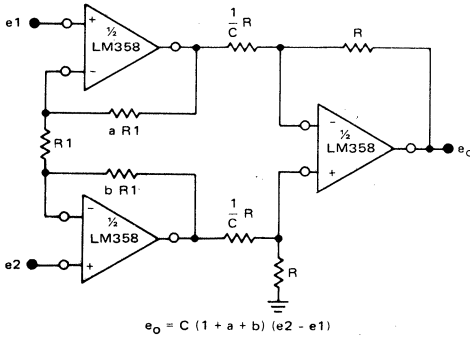 e1
+
½
LM358
−
1/C R
R
a R1
R1
b R1
−
½
LM358
+
e2
−
½
LM358
+
eo
1/C R
R
eo = C (1 + a + b) (e2 - e1)